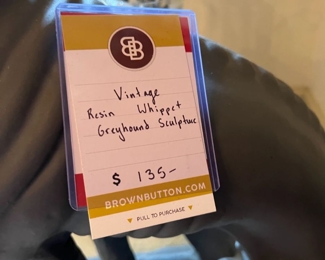 BB
Vintage
Resin Whippet
Greyhound Sculpture
$ 135-
BROWNBUTTON.COM
PULL TO PURCHASE